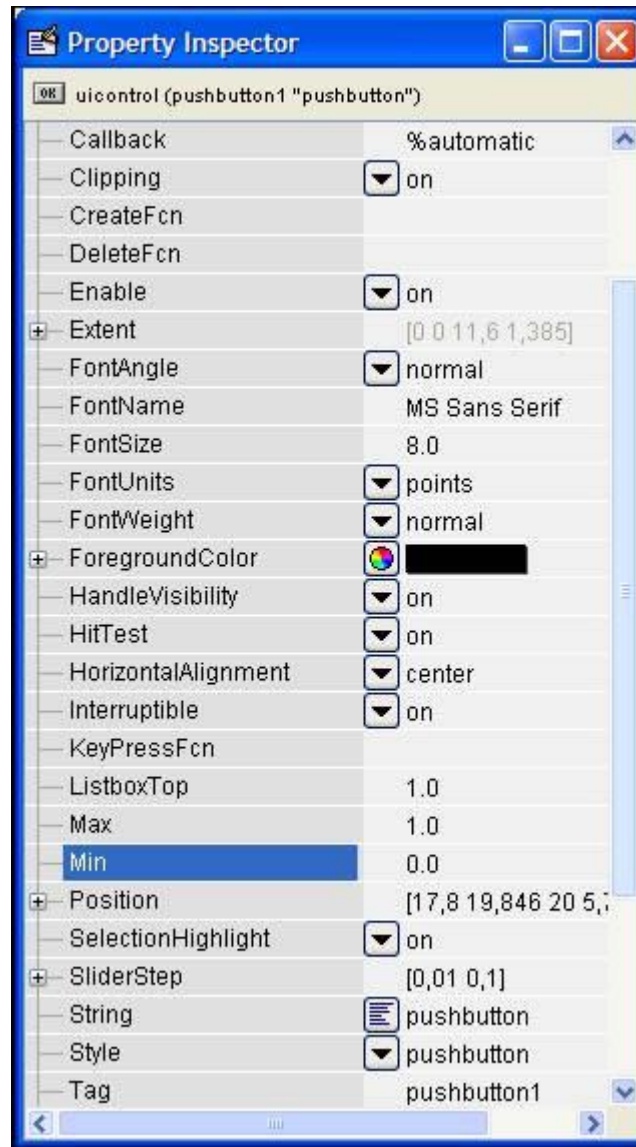 Property Inspector
OK uicontrol (pushbutton1 "pushbutton")
Callback %automatic
Clipping on
CreateFcn
DeleteFcn
Enable on
Extent [0 0 11,6 1,385]
FontAngle normal
FontName MS Sans Serif
FontSize 8.0
FontUnits points
FontWeight normal
ForegroundColor
HandleVisibility on
HitTest on
HorizontalAlignment center
Interruptible on
KeyPressFcn
ListboxTop 1.0
Max 1.0
Min 0.0
Position [17,8 19,846 20 5,
SelectionHighlight on
SliderStep [0,01 0,1]
String pushbutton
Style pushbutton
Tag pushbutton1